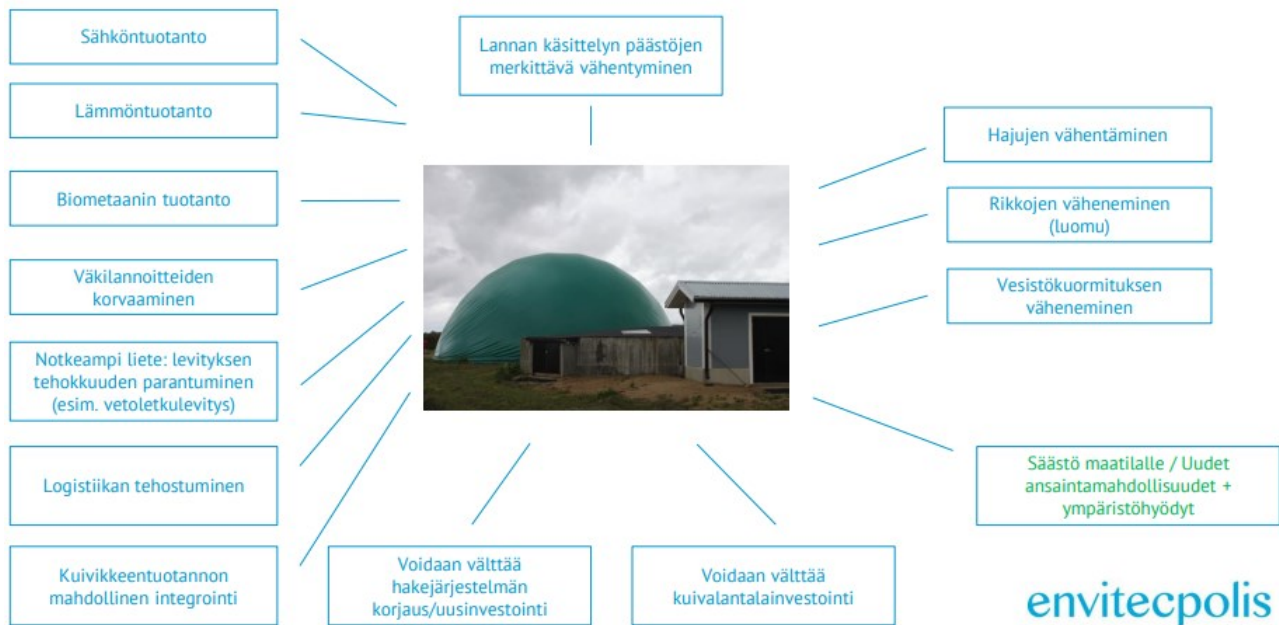 Sähköntuotanto
Lannan käsittelyn päästöjen
merkittävä vähentyminen
Lämmöntuotanto
Hajujen vähentäminen
Biometaanin tuotanto
Rikkojen väheneminen
(luomu)
Väkilannoitteiden
korvaaminen
Vesistökuormituksen
väheneminen
Notkeampi liete: levityksen
tehokkuuden parantuminen
(esim. vetoletkulevitys)
Logistiikan tehostuminen
Säästö maatilalle / Uudet
ansaintamahdollisuudet +
ympäristöhyödyt
Kuivikkeentuotannon
mahdollinen integrointi
Voidaan välttää
hakejärjestelmän
korjaus/uusinvestointi
Voidaan välttää
kuivalantalainvestointi
envitecpolis